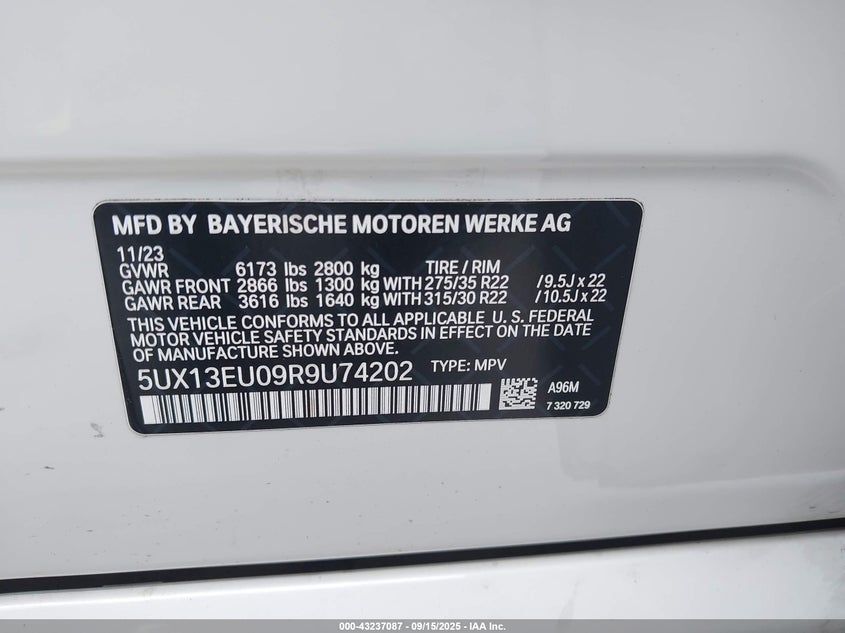 MFD BY BAYERISCHE MOTOREN WERKE AG
11/23
GVWR 6173 lbs 2800 kg TIRE / RIM
GAWR FRONT 2866 lbs 1300 kg WITH 275/35 R22 / 9.5J x 22
GAWR REAR 3616 lbs 1640 kg WITH 315/30 R22 / 10.5J x 22
THIS VEHICLE CONFORMS TO ALL APPLICABLE U. S. FEDERAL
MOTOR VEHICLE SAFETY STANDARDS IN EFFECT ON THE DATE
OF MANUFACTURE SHOWN ABOVE.
5UX13EU09R9U74202 TYPE: MPV
A96M
7 320 729
000-43237087 - 09/15/2025 - IAA Inc.